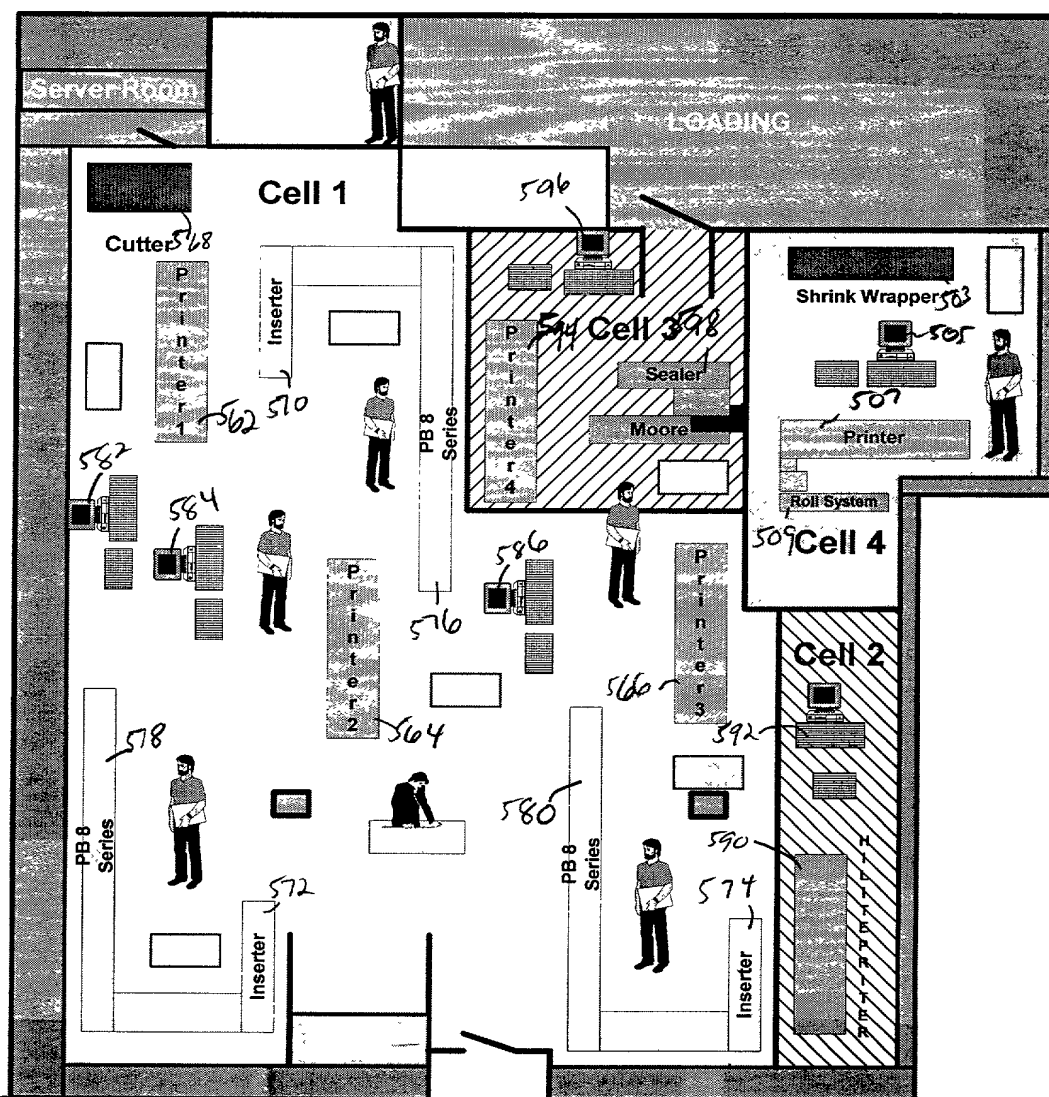 Server Room
LOADING
Cell 1
596
Cutter 568
Shrink Wrapper 503
Printer 1
Inserter
PB 8 Series
Printer 4
594
Cell 3
598
505
Sealer
562
570
507
Moore
Printer
582
584
Roll System
509
Cell 4
586
Printer 2
576
Printer 3
Cell 2
566
578
564
592
580
PB 8 Series
PB 8 Series
590
HILITEPRITER
572
574
Inserter
Inserter